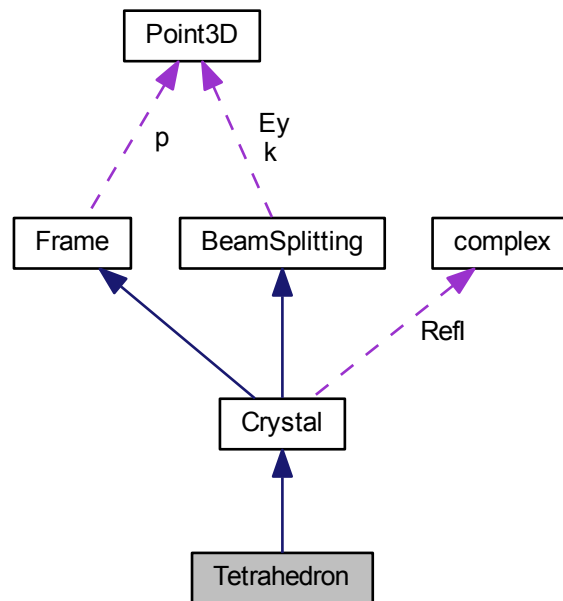 Point3D
p
Ey
k
Frame
BeamSplitting
complex
Refl
Crystal
Tetrahedron